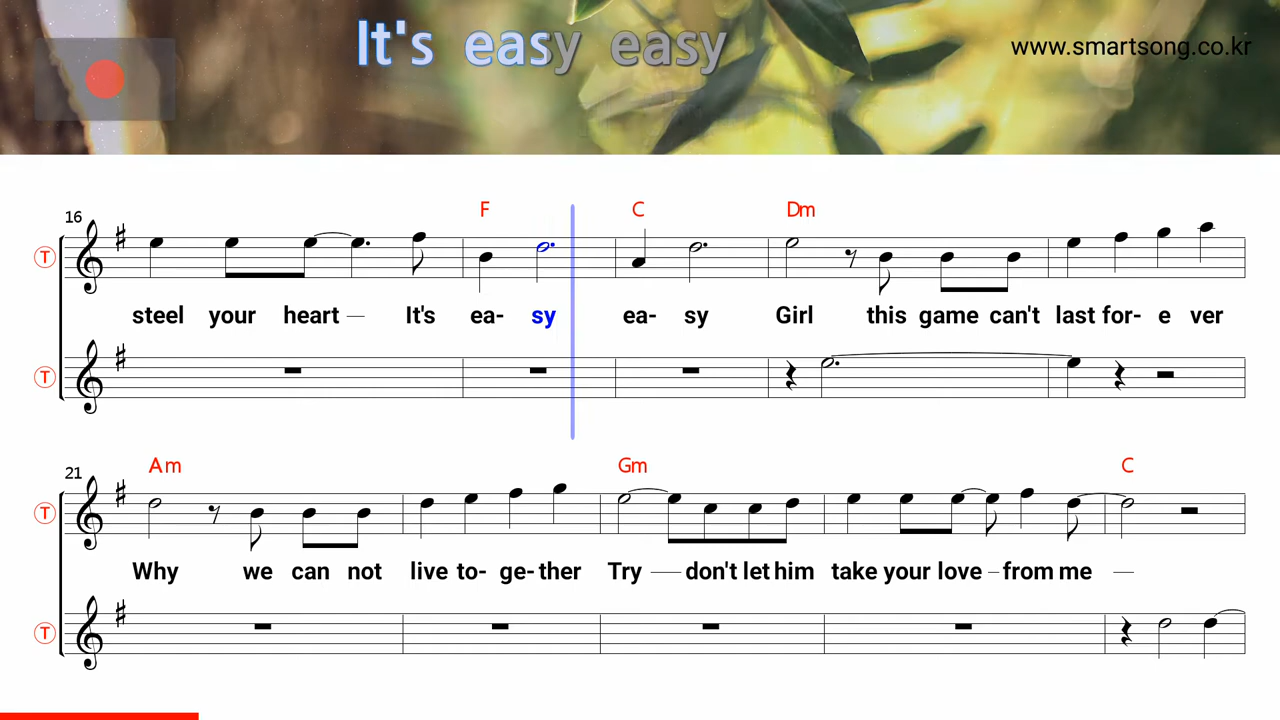 It's easy easy
www.smartsong.co.kr
16
F C Dm
T
steel your heart — It's ea- sy ea- sy Girl this game can't last for- e ver
T
21
Am Gm C
T
Why we can not live to- ge- ther Try — don't let him take your love – from me —
T